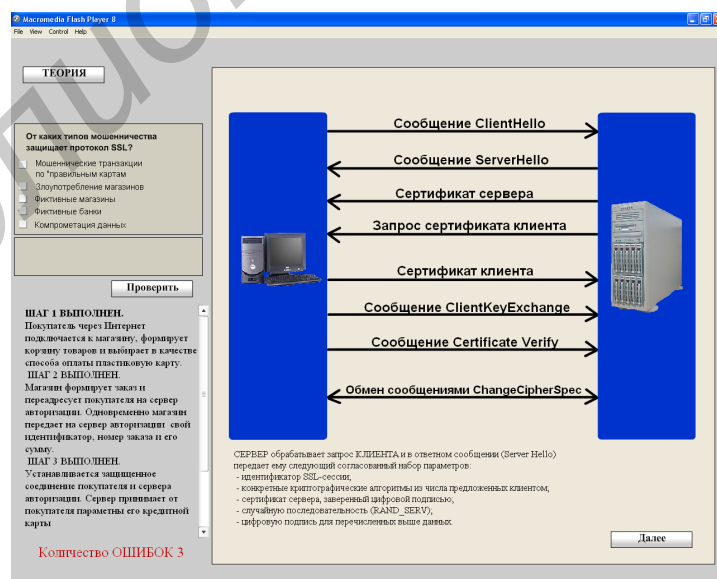 Macromedia Flash Player 8
File View Control Help
ТЕОРИЯ
От каких типов мошенничества
защищает протокол SSL?
Мошеннические транзакции
по "правильным картам
Злоупотребление магазинов
Фиктивные магазины
Фиктивные банки
Компрометация данных
Проверить
ШАГ 1 ВЫПОЛНЕН.
Покупатель через Интернет
подключается к магазину, формирует
корзину товаров и выбирает в качестве
способа оплаты пластиковую карту.
ШАГ 2 ВЫПОЛНЕН.
Магазин формирует заказ и
переадресует покупателя на сервер
авторизации. Одновременно магазин
передает на сервер авторизации свой
идентификатор, номер заказа и его
сумму.
ШАГ 3 ВЫПОЛНЕН.
Устанавливается защищенное
соединение покупателя и сервера
авторизации. Сервер принимает от
покупателя параметны его кредитной
карты
Количество ОШИБОК 3
Сообщение ClientHello
Сообщение ServerHello
Сертификат сервера
Запрос сертификата клиента
Сертификат клиента
Сообщение ClientKeyExchange
Сообщение Certificate Verify
Обмен сообщениями ChangeCipherSpec
СЕРВЕР обрабатывает запрос КЛИЕНТА и в ответном сообщении (Server Hello)
передает ему следующий согласованный набор параметров:
- идентификатор SSL-сессии;
- конкретные криптографические алгоритмы из числа предложенных клиентом;
- сертификат сервера, заверенный цифровой подписью;
- случайную последовательность (RAND_SERV);
- цифровую подпись для перечисленных выше данных.
Далее